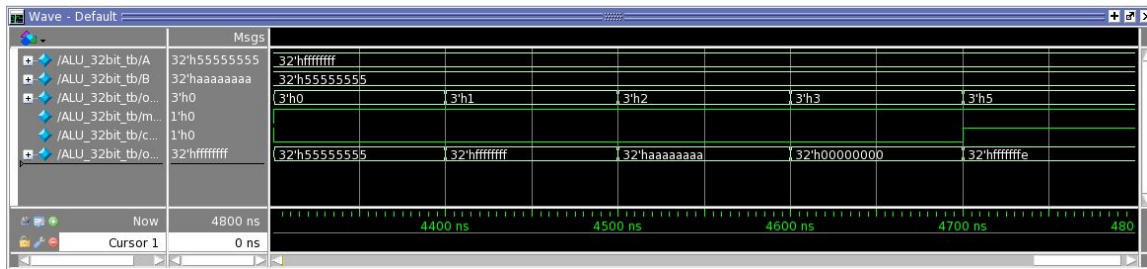 Wave - Default
Msgs
/ALU_32bit_tb/A 32'h55555555 32'hffffffff
/ALU_32bit_tb/B 32'haaaaaaaa 32'h55555555
/ALU_32bit_tb/o... 3'h0 3'h0 3'h1 3'h2 3'h3 3'h5
/ALU_32bit_tb/m... 1'h0
/ALU_32bit_tb/c... 1'h0
/ALU_32bit_tb/o... 32'hffffffff 32'h55555555 32'hffffffff 32'haaaaaaaa 32'h00000000 32'hfffffffe
Now 4800 ns 4400 ns 4500 ns 4600 ns 4700 ns 480
Cursor 1 0 ns